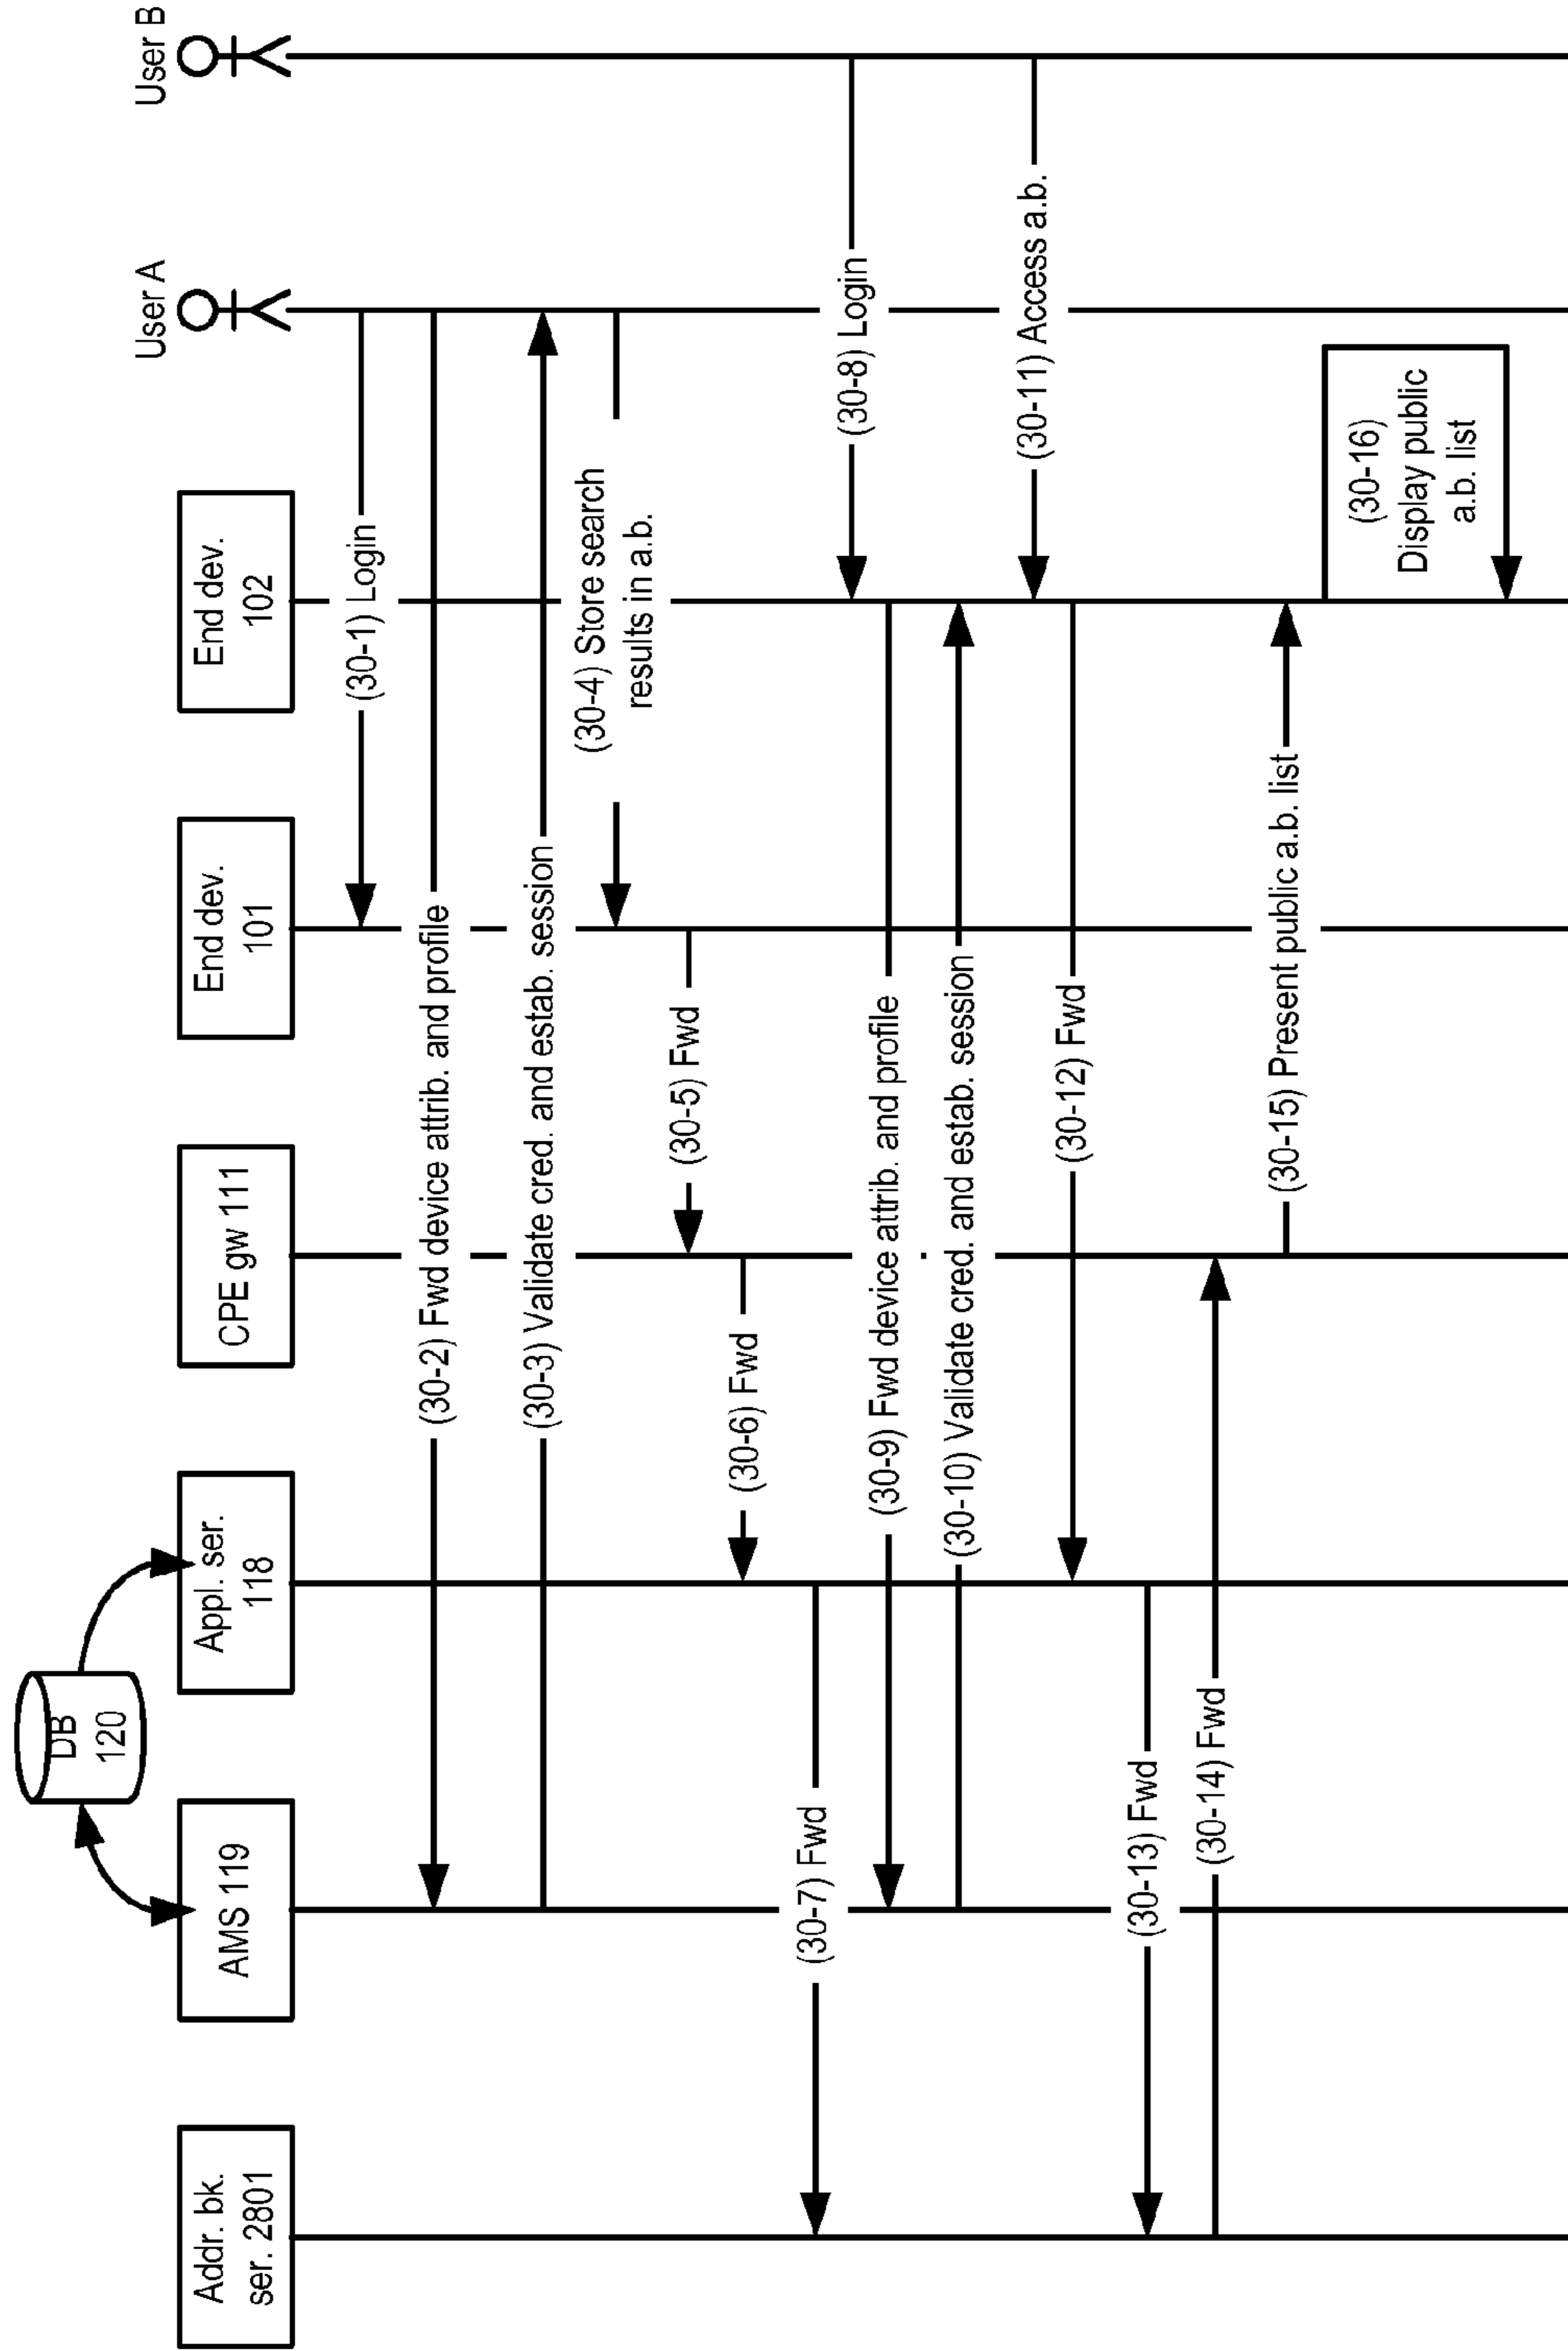 DB
120
Addr. bk.
ser. 2801
AMS 119
Appl. ser.
118
CPE gw 111
End dev.
101
End dev.
102
User A
User B
(30-1) Login
(30-2) Fwd device attrib. and profile
(30-3) Validate cred. and estab. session
(30-4) Store search
results in a.b.
(30-5) Fwd
(30-6) Fwd
(30-7) Fwd
(30-8) Login
(30-9) Fwd device attrib. and profile
(30-10) Validate cred. and estab. session
(30-11) Access a.b.
(30-12) Fwd
(30-13) Fwd
(30-14) Fwd
(30-15) Present public a.b. list
(30-16)
Display public
a.b. list